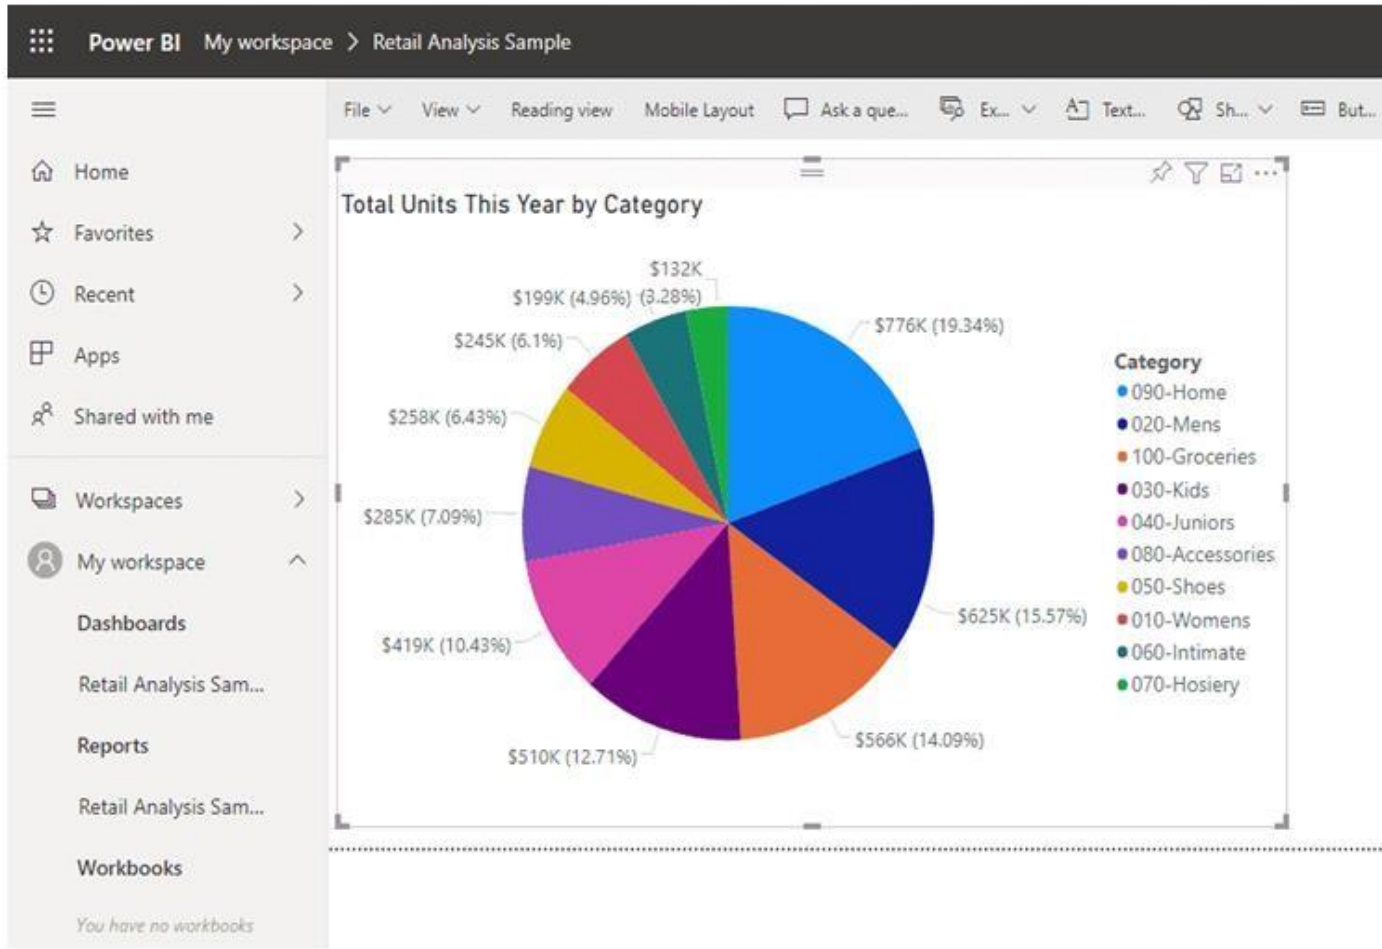 Power BI My workspace > Retail Analysis Sample
File View Reading view Mobile Layout Ask a que... Ex... Text... Sh... But...
Home
Favorites
Recent
Apps
Shared with me
Workspaces
My workspace
Dashboards
Retail Analysis Sam...
Reports
Retail Analysis Sam...
Workbooks
You have no workbooks
Total Units This Year by Category
$132K
(3.28%)
$199K (4.96%)
$245K (6.1%)
$258K (6.43%)
$285K (7.09%)
$419K (10.43%)
$510K (12.71%)
$566K (14.09%)
$625K (15.57%)
$776K (19.34%)
Category
090-Home
020-Mens
100-Groceries
030-Kids
040-Juniors
080-Accessories
050-Shoes
010-Womens
060-Intimate
070-Hosiery